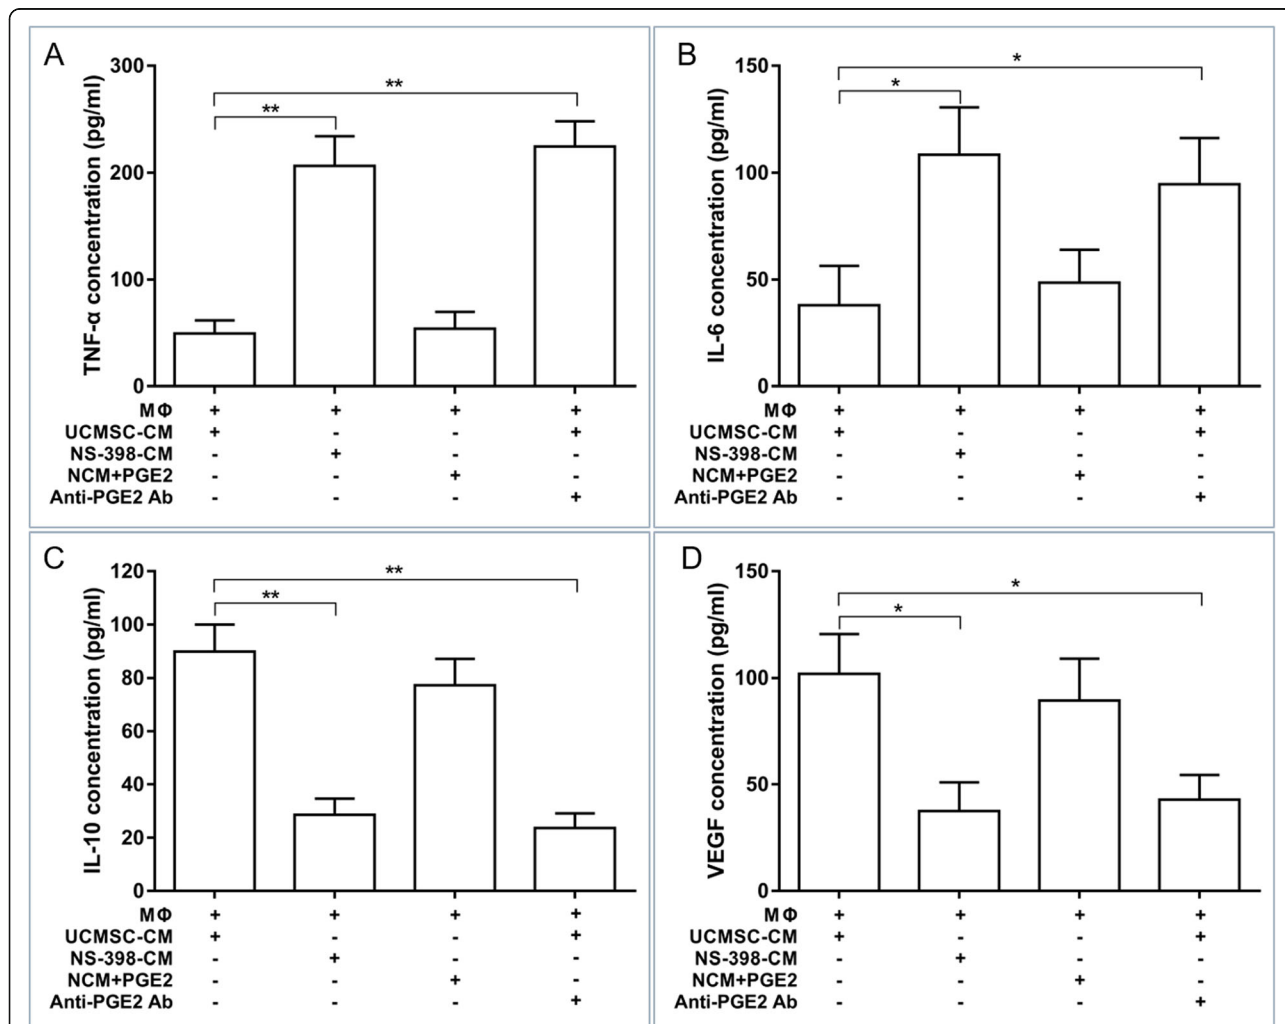 A
TNF-α concentration (pg/ml)
300
200
100
0
**
**
MΦ + + + +
UCMSC-CM + - - +
NS-398-CM - + - -
NCM+PGE2 - - + -
Anti-PGE2 Ab - - - +
B
IL-6 concentration (pg/ml)
150
100
50
0
*
*
MΦ + + + +
UCMSC-CM + - - +
NS-398-CM - + - -
NCM+PGE2 - - + -
Anti-PGE2 Ab - - - +
C
IL-10 concentration (pg/ml)
120
100
80
60
40
20
0
**
**
MΦ + + + +
UCMSC-CM + - - +
NS-398-CM - + - -
NCM+PGE2 - - + -
Anti-PGE2 Ab - - - +
D
VEGF concentration (pg/ml)
150
100
50
0
*
*
MΦ + + + +
UCMSC-CM + - - +
NS-398-CM - + - -
NCM+PGE2 - - + -
Anti-PGE2 Ab - - - +